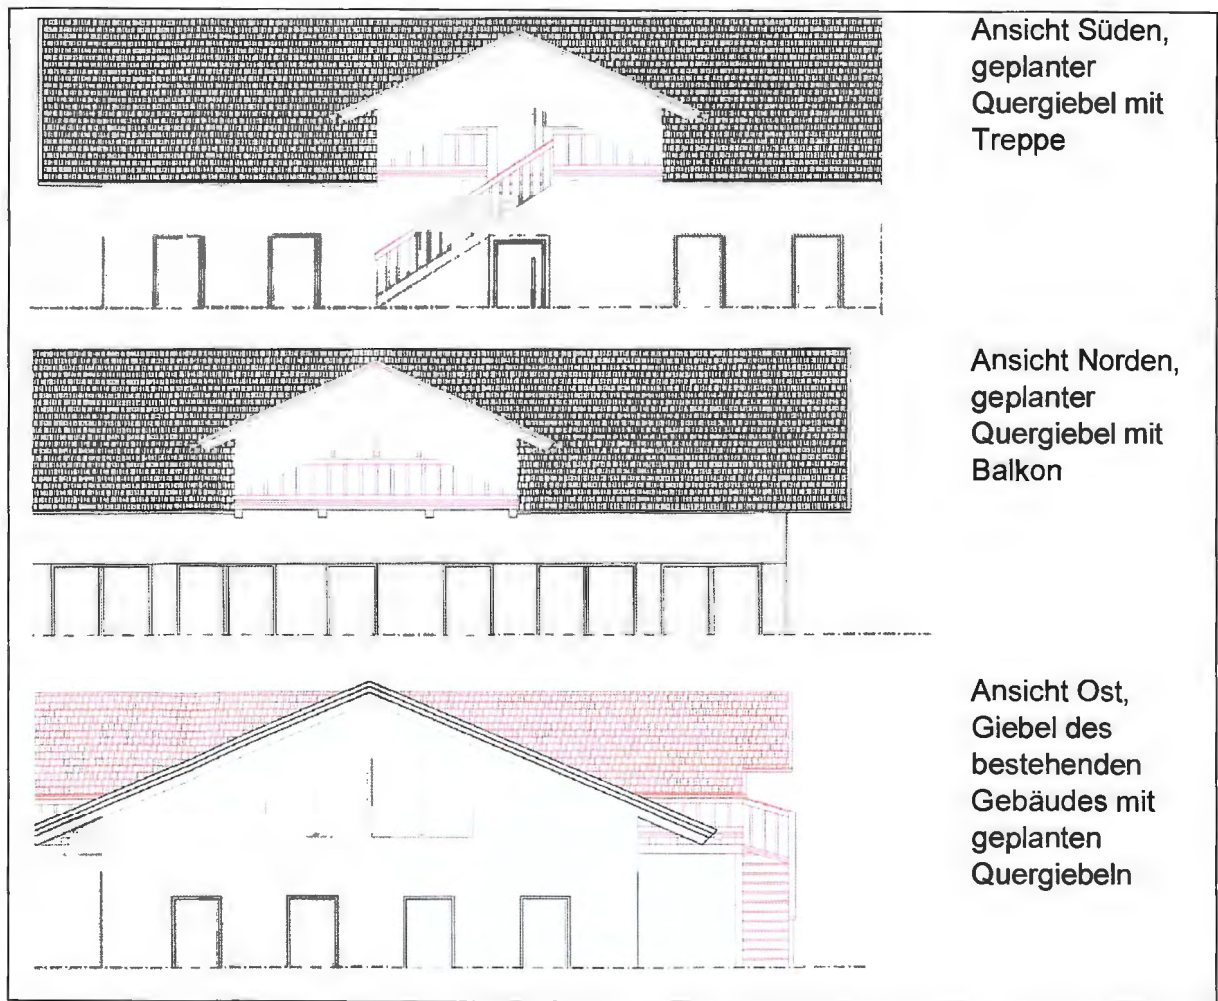 Ansicht Süden,
geplanter
Quergiebel mit
Treppe
Ansicht Norden,
geplanter
Quergiebel mit
Balkon
Ansicht Ost,
Giebel des
bestehenden
Gebäudes mit
geplanten
Quergiebeln